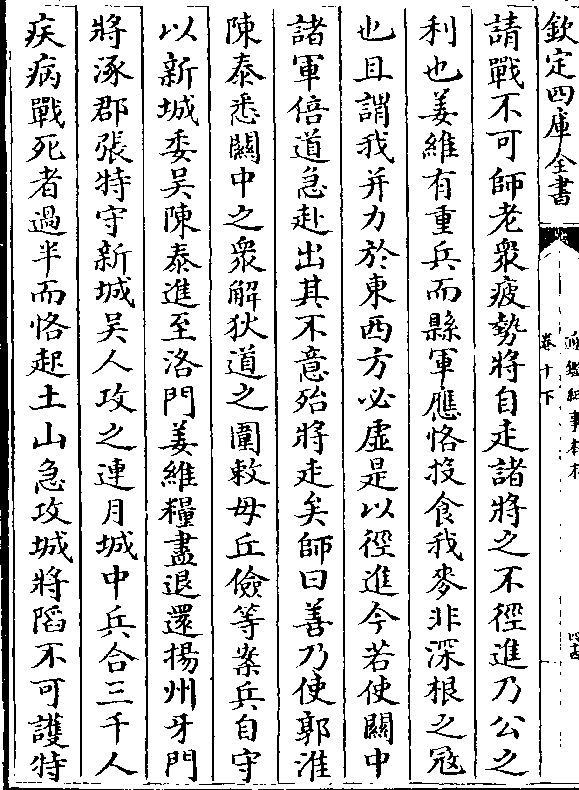 欽定四庫全書
通鑑紀事本末
卷十下
請戰不可師老衆疲勢將自走諸將之不徑進乃公之
利也姜維有重兵而縣軍應恪投食我麥非深根之寇
也且謂我并力於東西方必虚是以徑進今若使關中
諸軍倍道急赴出其不意殆將走矣師曰善乃使郭淮
陳泰悉關中之衆解狄道之圍敕毋丘儉等案兵自守
以新城委吳陳泰進至洛門姜維糧盡退還揚州牙門
將涿郡張特守新城吳人攻之連月城中兵合三千人
疾病戰死者過半而恪起土山急攻城將陷不可護特